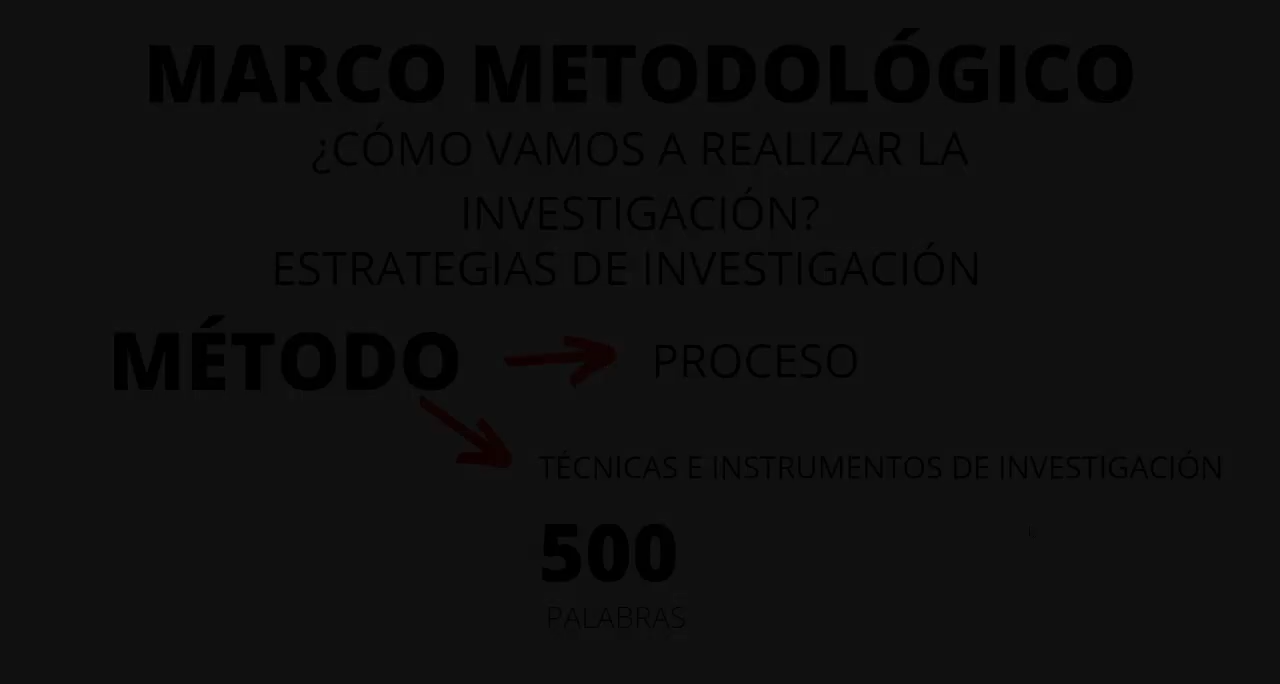 MARCO METODOLÓGICO
¿CÓMO VAMOS A REALIZAR LA
INVESTIGACIÓN?
ESTRATEGIAS DE INVESTIGACIÓN
MÉTODO
PROCESO
TÉCNICAS E INSTRUMENTOS DE INVESTIGACIÓN
500
PALABRAS